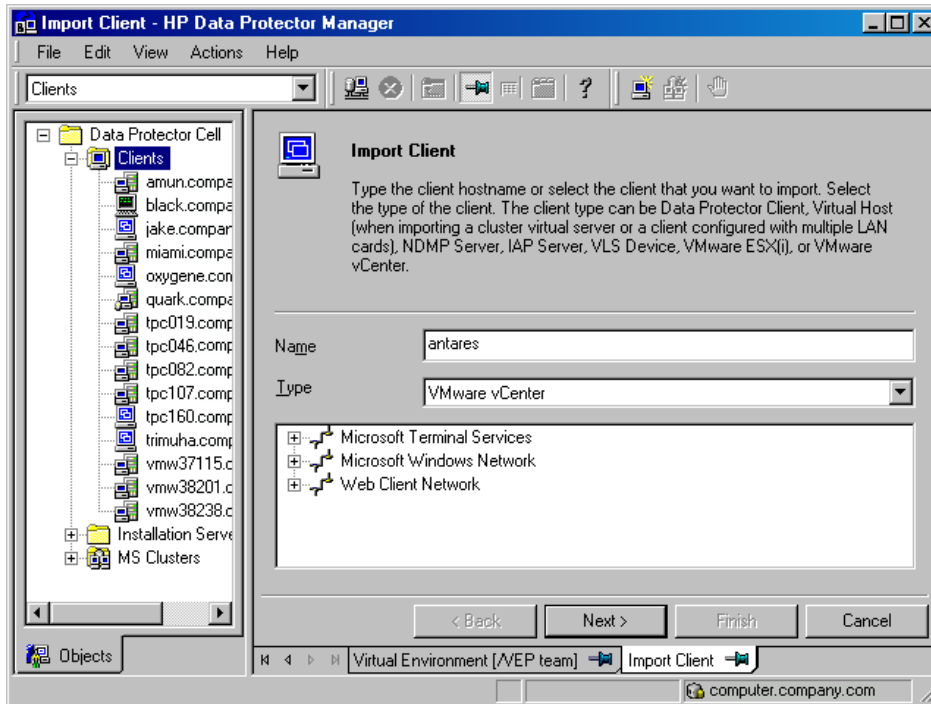 Import Client - HP Data Protector Manager
File Edit View Actions Help
Clients
?
Data Protector Cell
Clients
amun.compa
black.compa
jake.compar
miami.compa
oxygene.con
quark.compa
tpc019.comp
tpc046.comp
tpc082.comp
tpc107.comp
tpc160.comp
trimuha.comp
vmw37115.c
vmw38201.c
vmw38238.c
Installation Serve
MS Clusters
Objects
Import Client
Type the client hostname or select the client that you want to import. Select
the type of the client. The client type can be Data Protector Client, Virtual Host
(when importing a cluster virtual server or a client configured with multiple LAN
cards), NDMP Server, IAP Server, VLS Device, VMware ESX(i), or VMware
vCenter.
Name antares
Type VMware vCenter
Microsoft Terminal Services
Microsoft Windows Network
Web Client Network
< Back Next > Finish Cancel
Virtual Environment [/VEP team] Import Client
computer.company.com